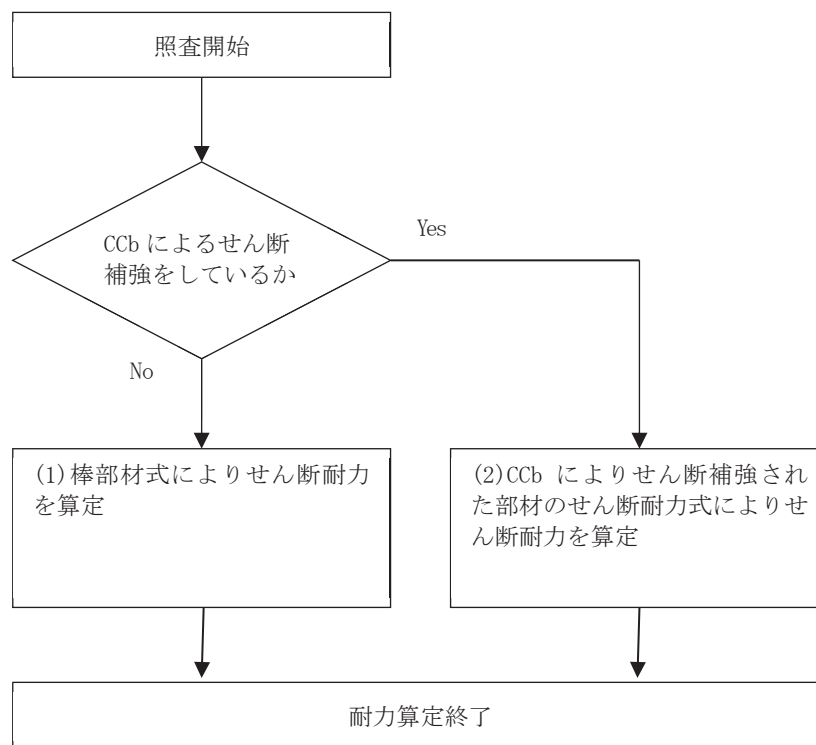 照査開始
CCb によるせん断
補強をしているか
Yes
No
(1)棒部材式によりせん断耐力
を算定
(2)CCb によりせん断補強され
た部材のせん断耐力式によりせ
ん断耐力を算定
耐力算定終了